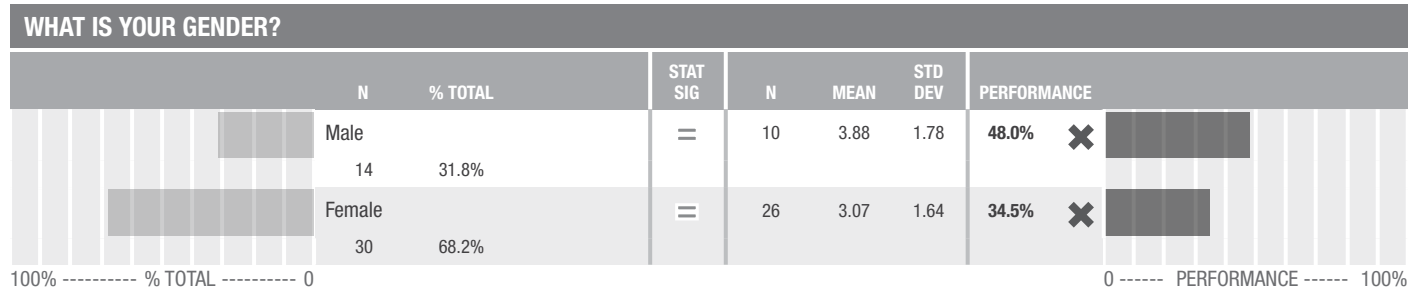 WHAT IS YOUR GENDER?
N % TOTAL STAT SIG N MEAN STD DEV PERFORMANCE
Male = 10 3.88 1.78 48.0% ✖
14 31.8%
Female = 26 3.07 1.64 34.5% ✖
30 68.2%
100% ---------- % TOTAL ---------- 0 0 ------ PERFORMANCE ------ 100%